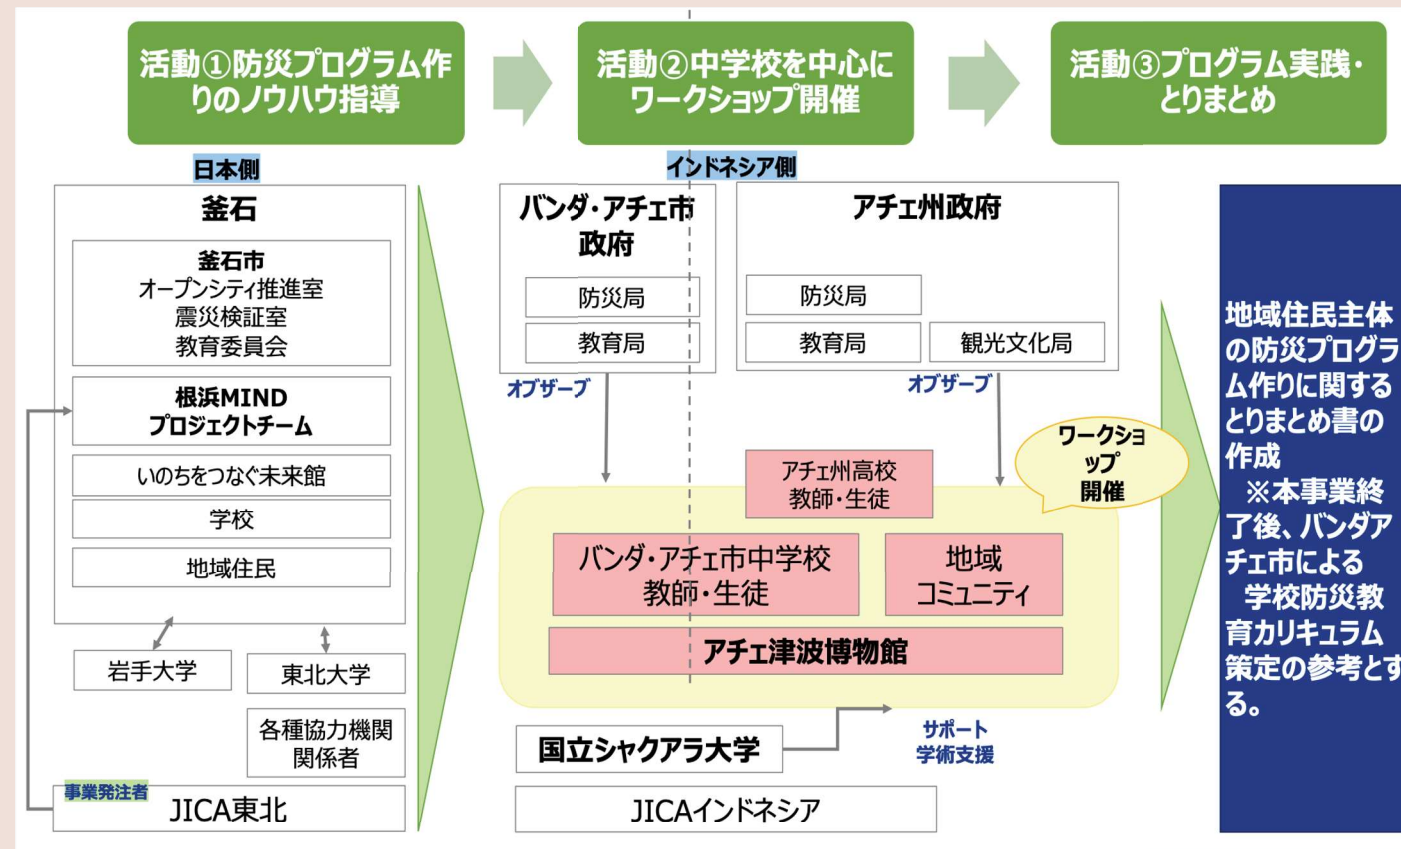 活動①防災プログラム作
りのノウハウ指導
活動②中学校を中心に
ワークショップ開催
活動③プログラム実践・
とりまとめ
日本側
釜石
釜石市
オープンシティ推進室
震災検証室
教育委員会
根浜MIND
プロジェクトチーム
いのちをつなぐ未来館
学校
地域住民
岩手大学
東北大学
各種協力機関
関係者
事業発注者
JICA東北
インドネシア側
バンダ・アチェ市
政府
防災局
教育局
オブザーブ
アチェ州政府
防災局
教育局
観光文化局
オブザーブ
ワークショ
ップ
開催
アチェ州高校
教師・生徒
バンダ・アチェ市中学校
教師・生徒
地域
コミュニティ
アチェ津波博物館
国立シャクアラ大学
サポート
学術支援
JICAインドネシア
地域住民主体
の防災プログラ
ム作りに関する
とりまとめ書の
作成
※本事業終
了後、バンダア
チェ市による
学校防災教
育カリキュラム
策定の参考とす
る。